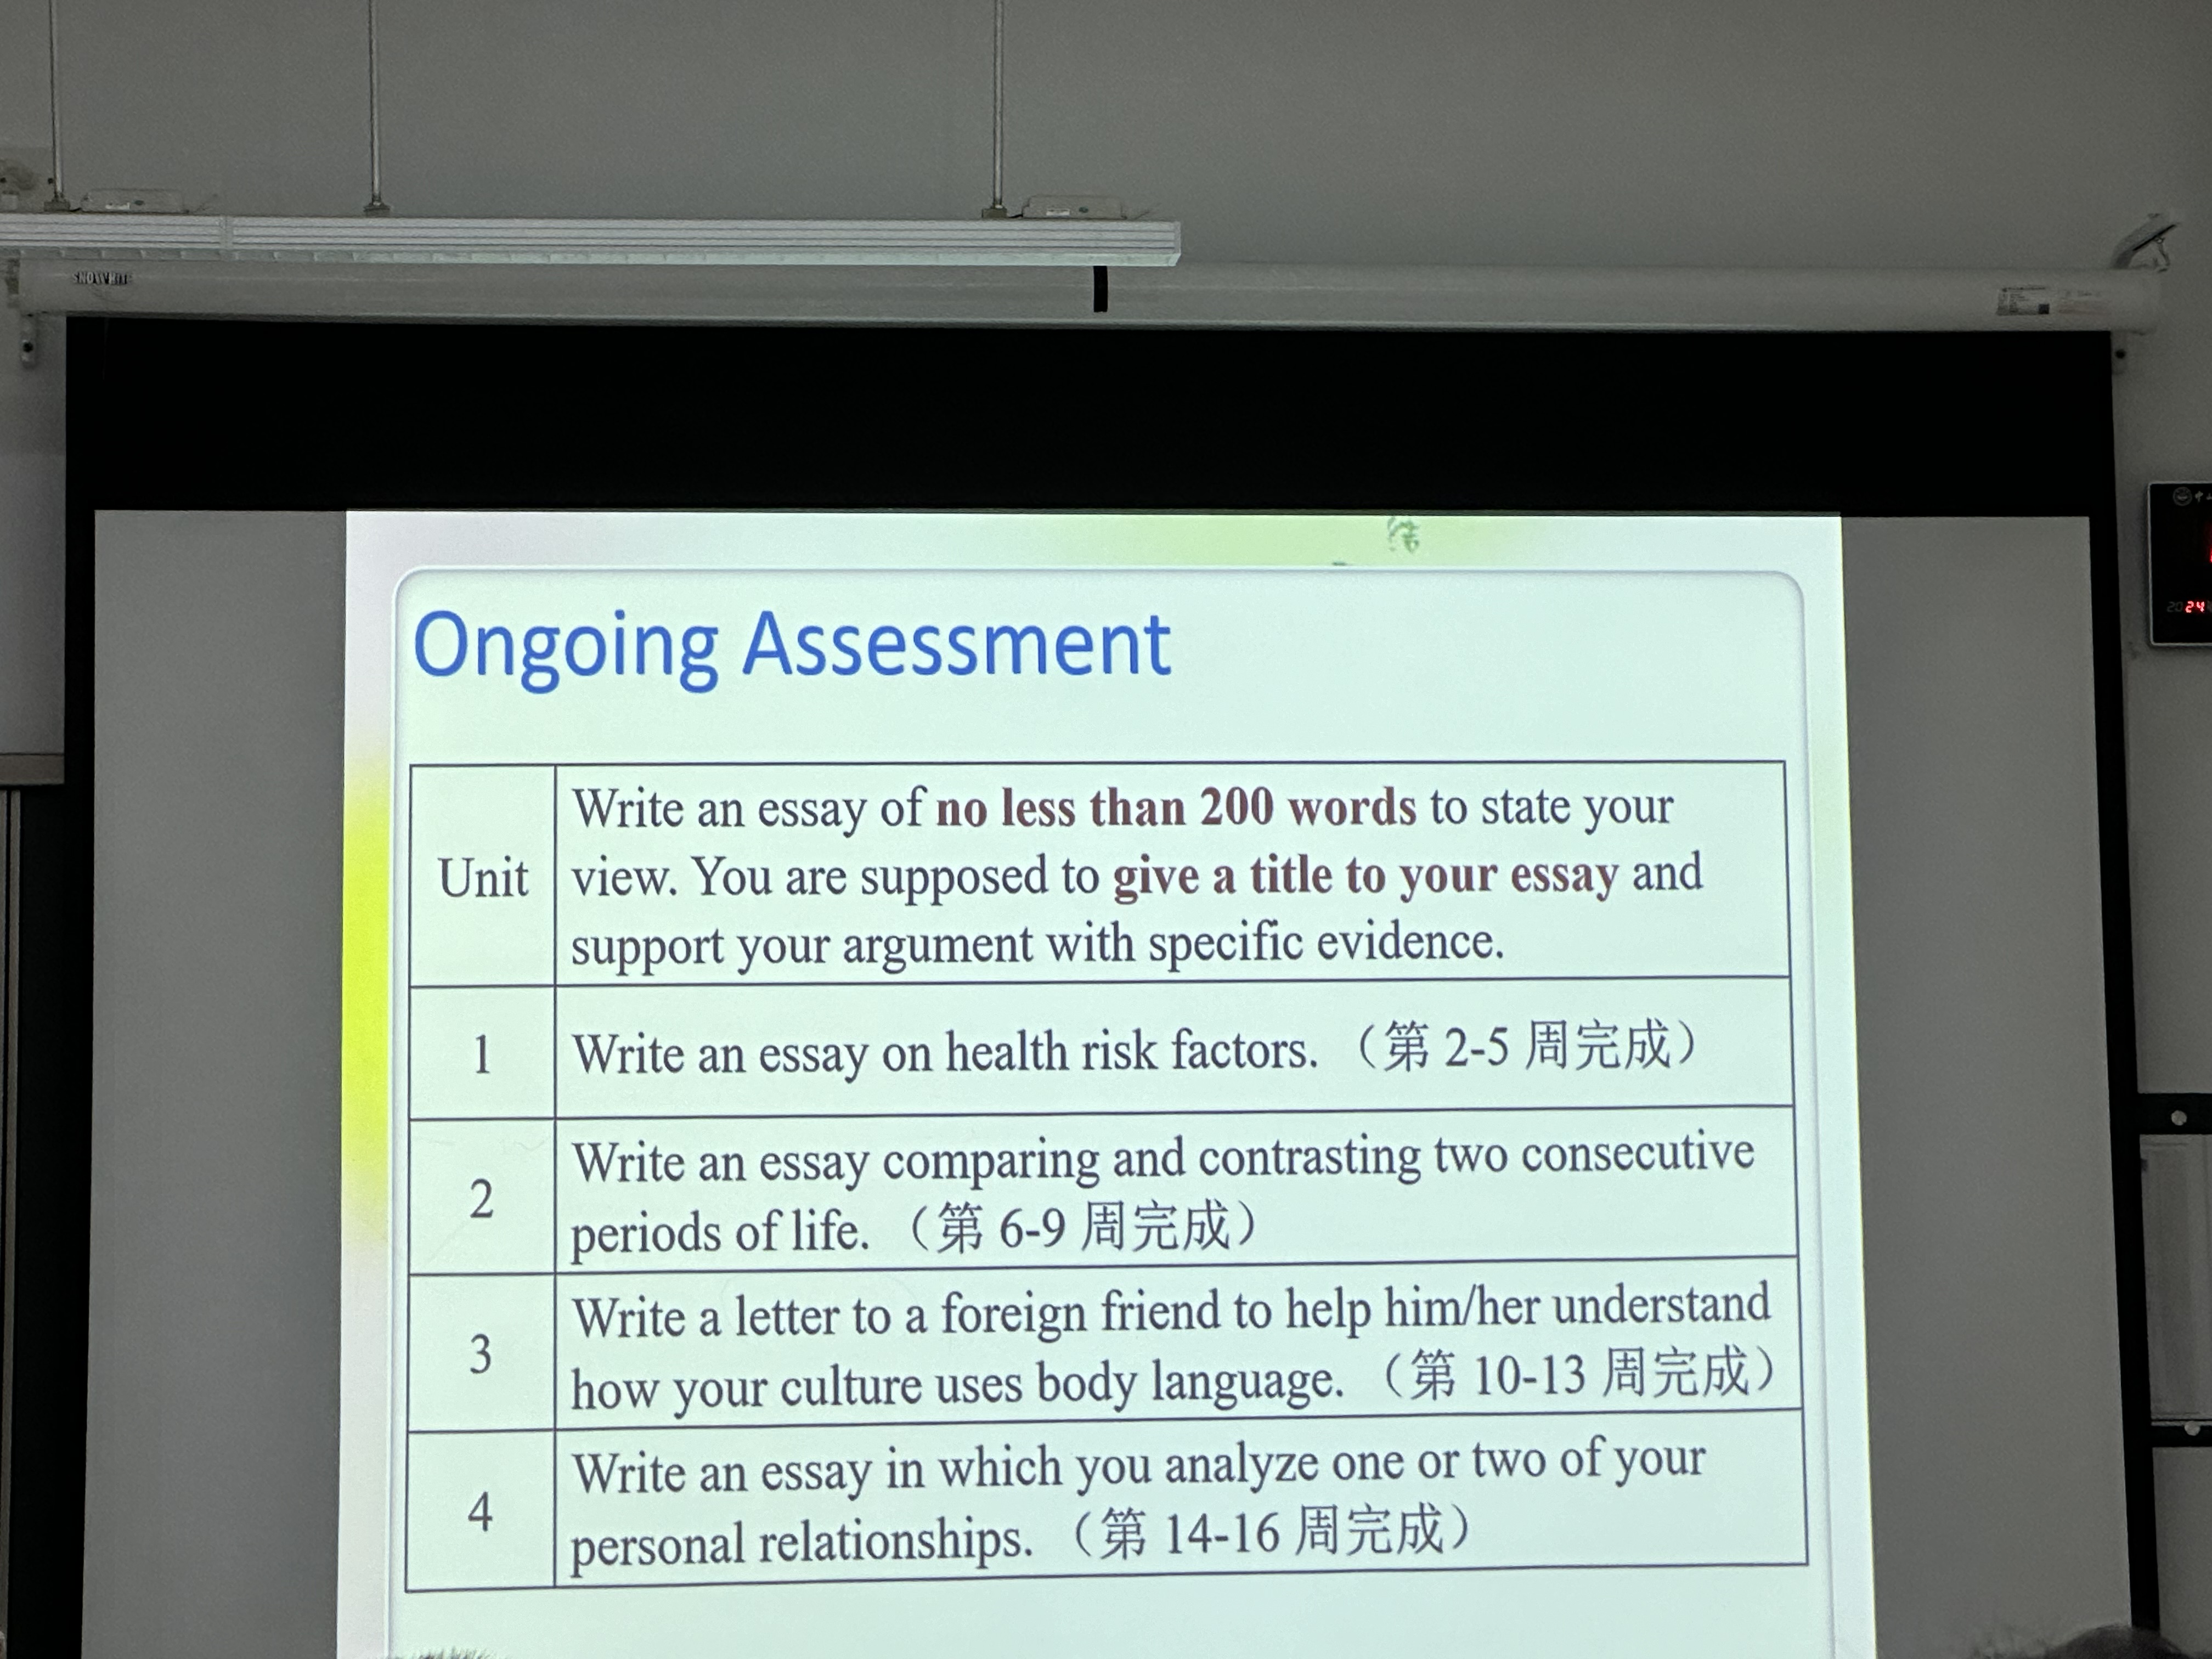 SNOWHITE
Ongoing Assessment
Unit
Write an essay of no less than 200 words to state your
view. You are supposed to give a title to your essay and
support your argument with specific evidence.
1
Write an essay on health risk factors. （第 2-5 周完成）
2
Write an essay comparing and contrasting two consecutive
periods of life. （第 6-9 周完成）
3
Write a letter to a foreign friend to help him/her understand
how your culture uses body language. （第 10-13 周完成）
4
Write an essay in which you analyze one or two of your
personal relationships. （第 14-16 周完成）
2024